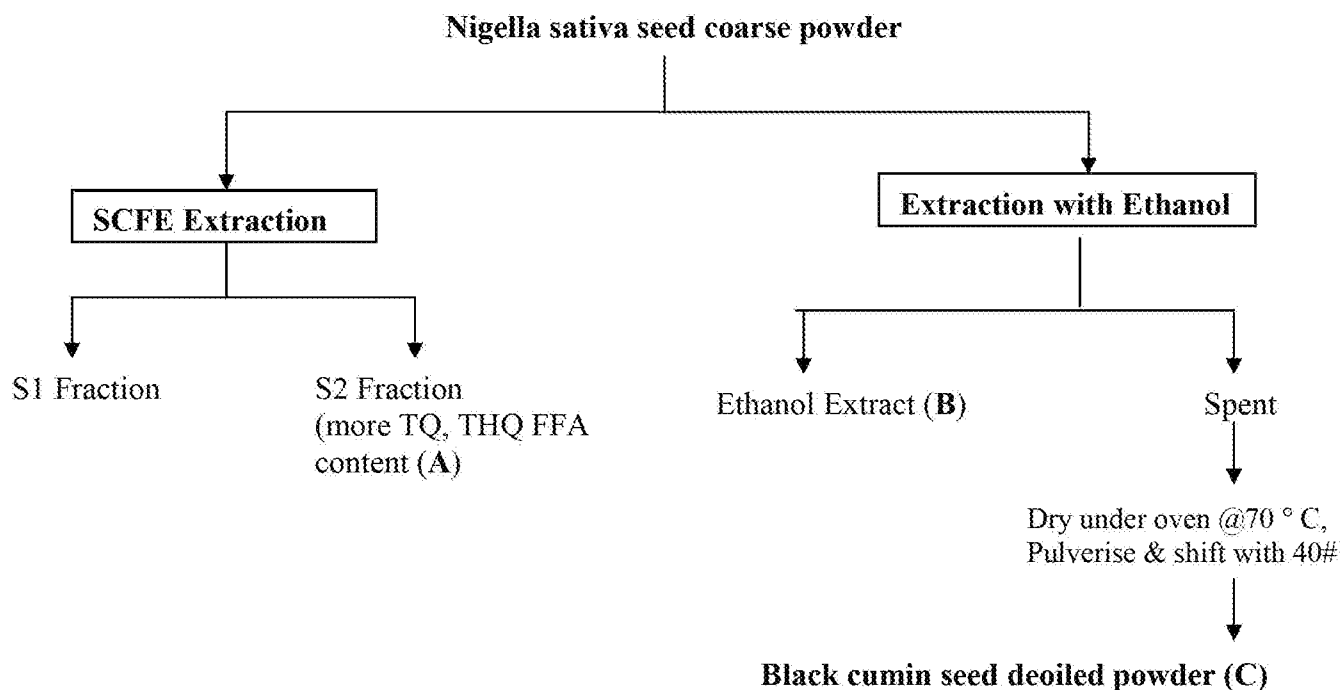 Nigella sativa seed coarse powder
SCFE Extraction
Extraction with Ethanol
S1 Fraction
S2 Fraction
(more TQ, THQ FFA
content (A)
Ethanol Extract (B)
Spent
Dry under oven @70 ° C,
Pulverise & shift with 40#
Black cumin seed deoiled powder (C)